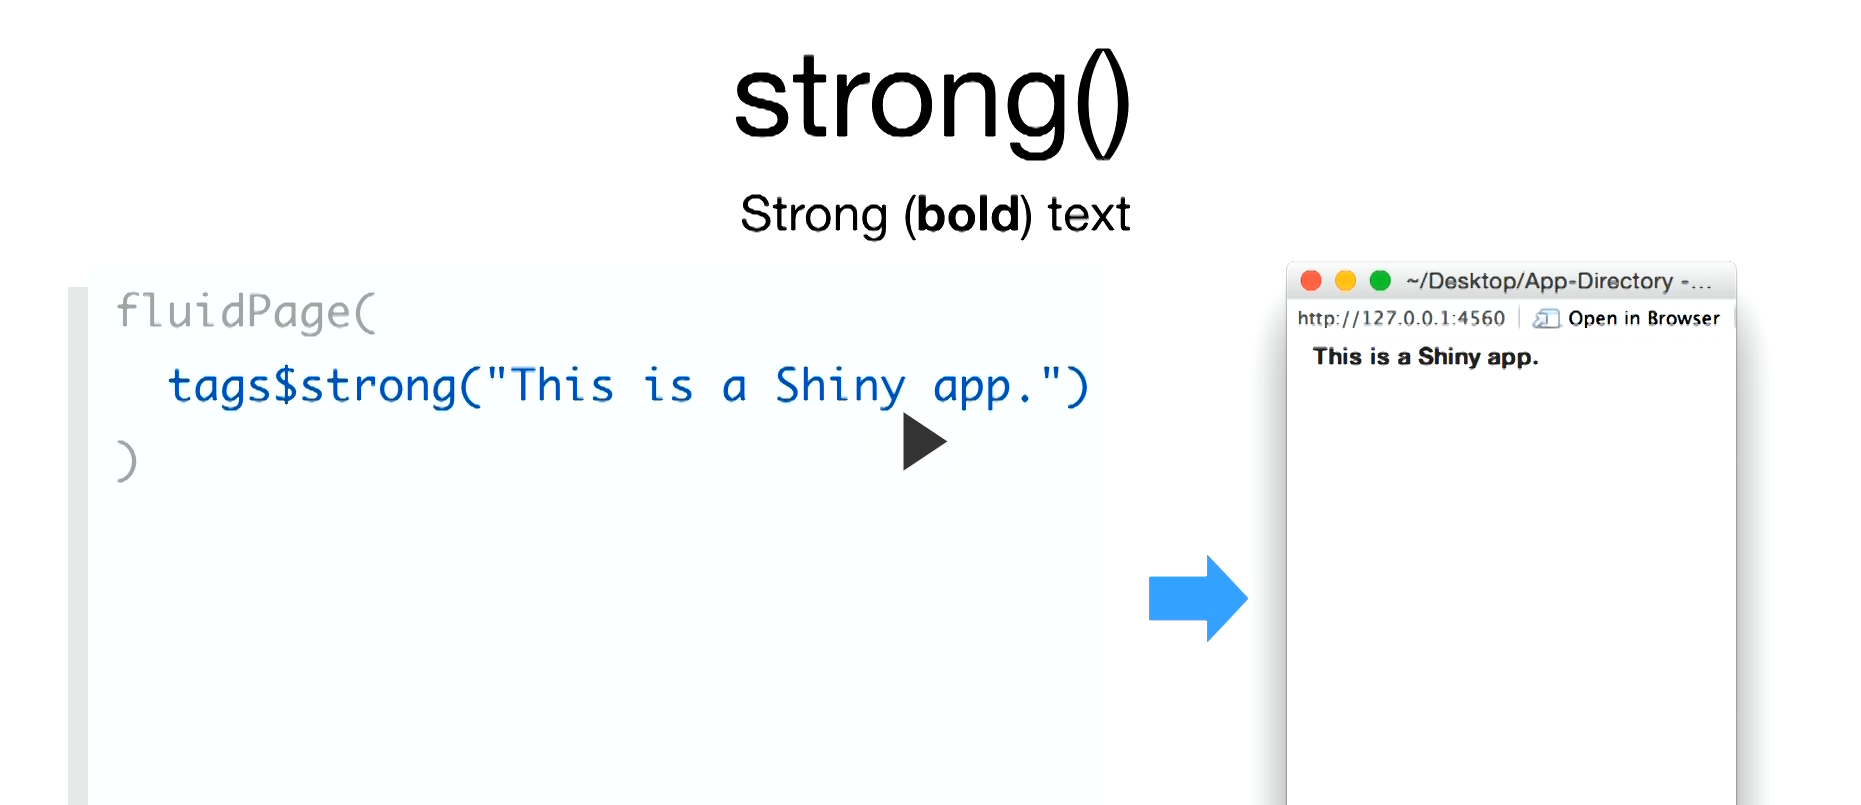 strong()
Strong (bold) text
fluidPage(
tags$strong("This is a Shiny app.")
)
~/Desktop/App-Directory -...
http://127.0.0.1:4560
Open in Browser
This is a Shiny app.